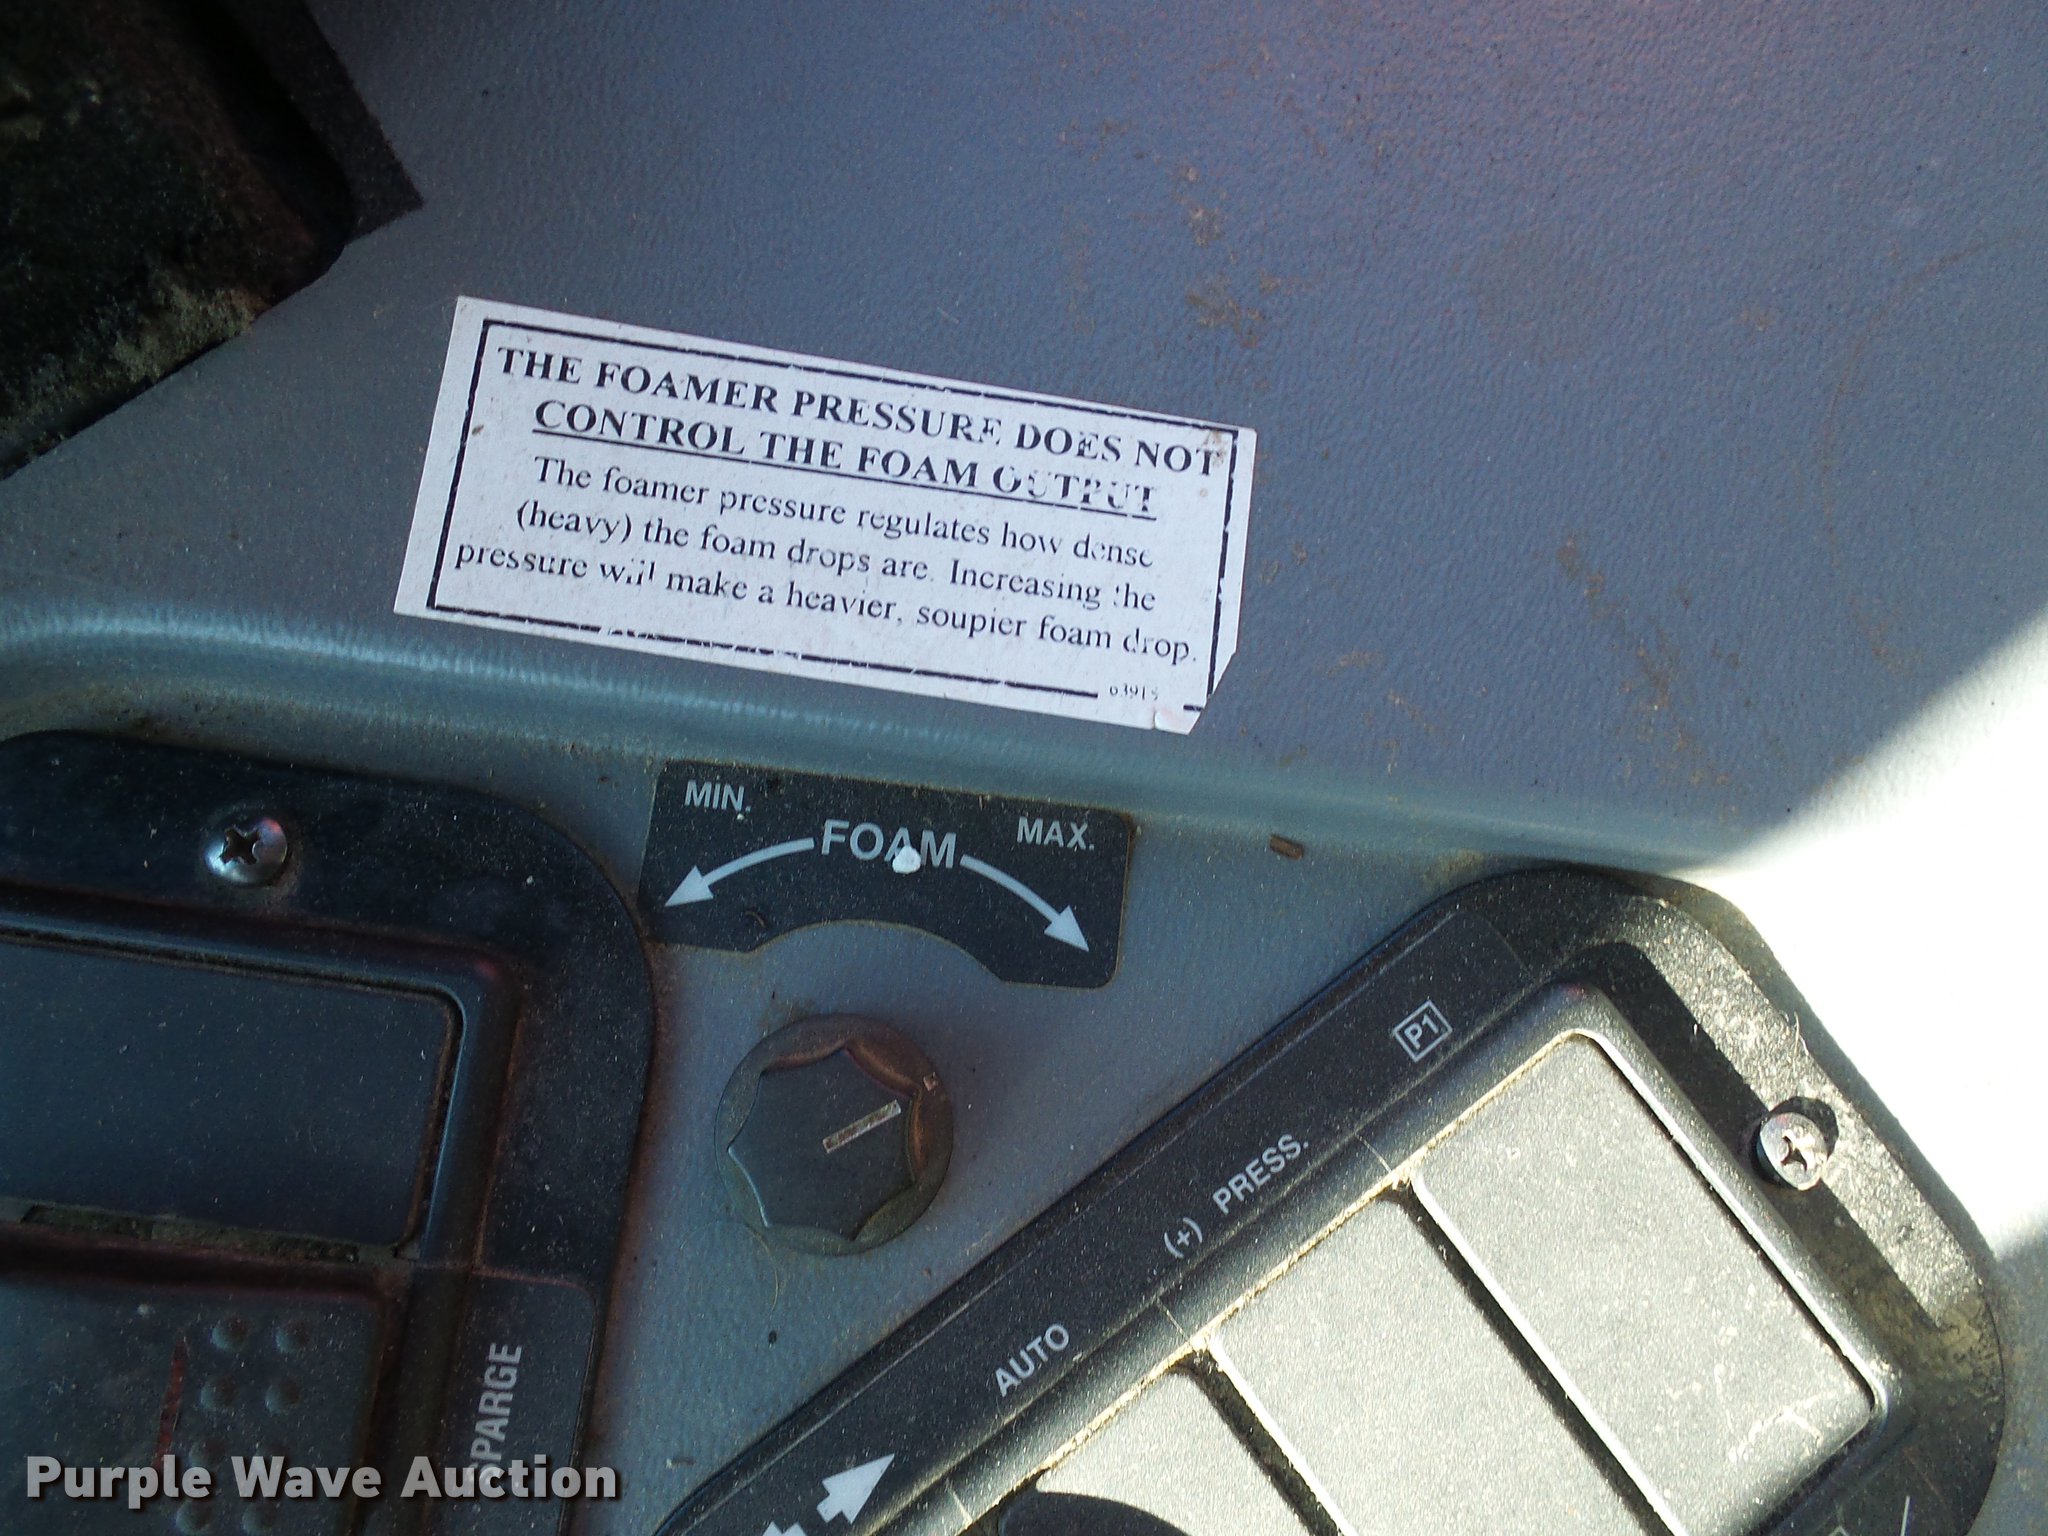 THE FOAMER PRESSURE DOES NOT
CONTROL THE FOAM OUTPUT
The foamer pressure regulates how dense
(heavy) the foam drops are. Increasing the
pressure will make a heavier, soupier foam drop.
MIN.
FOAM
MAX.
P1
(+) PRESS.
AUTO
SPARGE
Purple Wave Auction